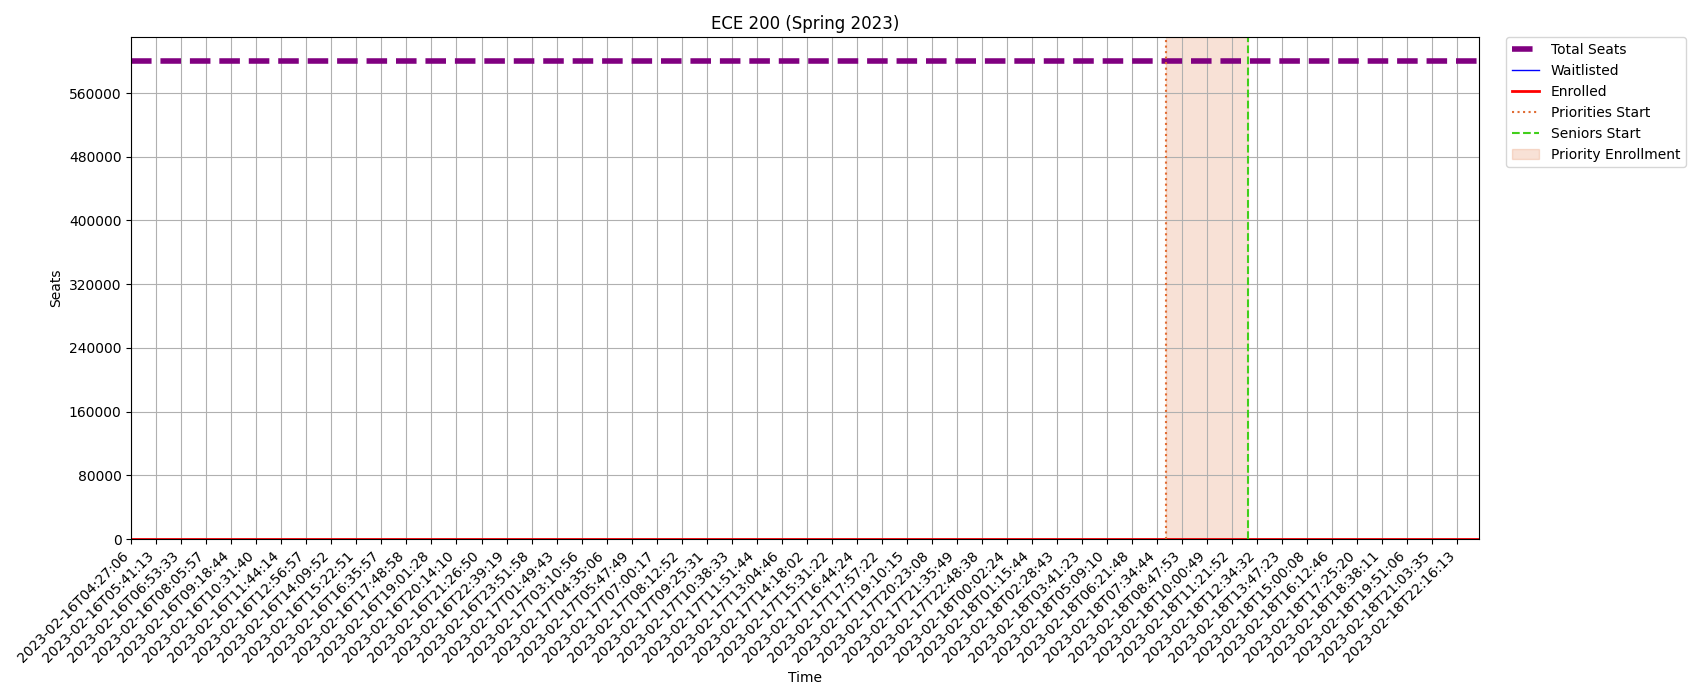 ECE 200 (Spring 2023)
Total Seats
Waitlisted
Enrolled
Priorities Start
Seniors Start
Priority Enrollment
Seats
560000
480000
400000
320000
240000
160000
80000
0
2023-02-16T04:27:06
2023-02-16T05:41:13
2023-02-16T06:53:33
2023-02-16T08:05:57
2023-02-16T09:18:44
2023-02-16T10:31:40
2023-02-16T11:44:14
2023-02-16T12:56:57
2023-02-16T14:09:52
2023-02-16T15:22:51
2023-02-16T16:35:57
2023-02-16T17:48:58
2023-02-16T19:01:28
2023-02-16T20:14:10
2023-02-16T21:26:50
2023-02-16T22:39:19
2023-02-16T23:51:58
2023-02-17T01:49:43
2023-02-17T03:10:56
2023-02-17T04:35:06
2023-02-17T05:47:49
2023-02-17T07:00:17
2023-02-17T08:12:52
2023-02-17T09:25:31
2023-02-17T10:38:33
2023-02-17T11:51:44
2023-02-17T13:04:46
2023-02-17T14:18:02
2023-02-17T15:31:22
2023-02-17T16:44:24
2023-02-17T17:57:22
2023-02-17T19:10:15
2023-02-17T20:23:08
2023-02-17T21:35:49
2023-02-17T22:48:38
2023-02-18T00:02:24
2023-02-18T01:15:44
2023-02-18T02:28:43
2023-02-18T03:41:23
2023-02-18T05:09:10
2023-02-18T06:21:48
2023-02-18T07:34:44
2023-02-18T08:47:53
2023-02-18T10:00:49
2023-02-18T11:21:52
2023-02-18T12:34:32
2023-02-18T13:47:23
2023-02-18T15:00:08
2023-02-18T16:12:46
2023-02-18T17:25:20
2023-02-18T18:38:11
2023-02-18T19:51:06
2023-02-18T21:03:35
2023-02-18T22:16:13
Time